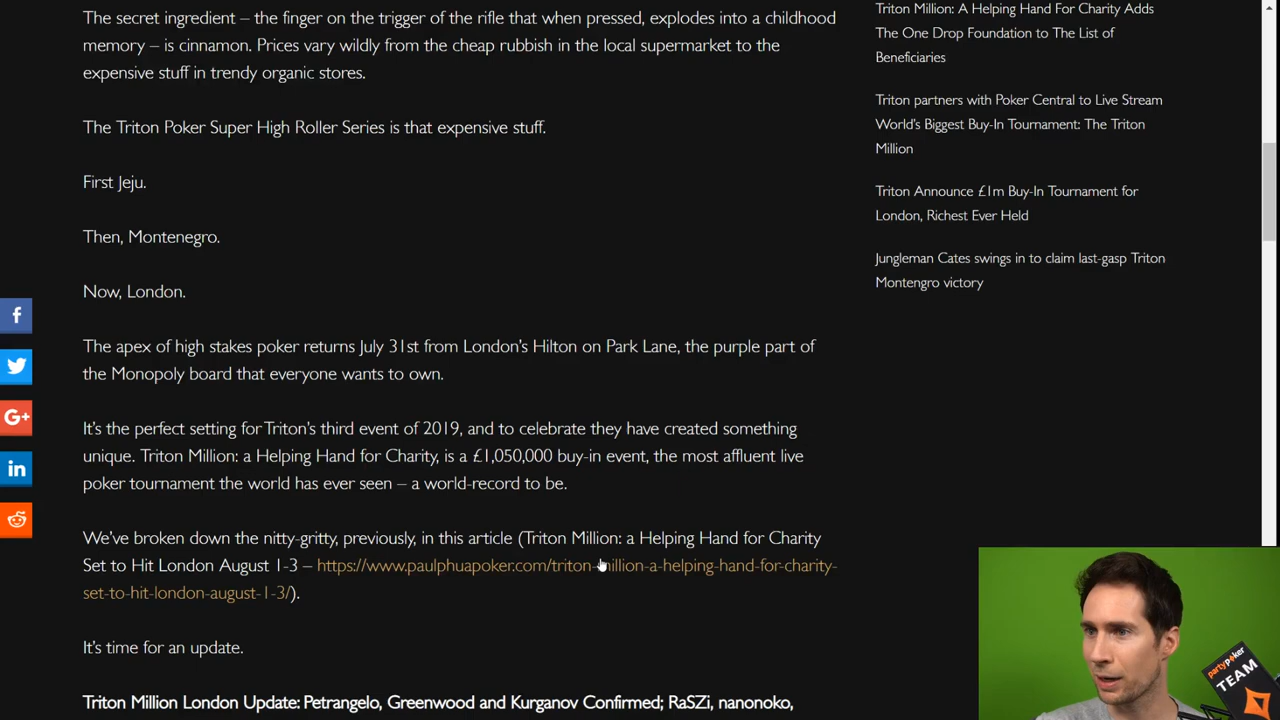 The secret ingredient – the finger on the trigger of the rifle that when pressed, explodes into a childhood
memory – is cinnamon. Prices vary wildly from the cheap rubbish in the local supermarket to the
expensive stuff in trendy organic stores.
The Triton Poker Super High Roller Series is that expensive stuff.
First Jeju.
Then, Montenegro.
Now, London.
The apex of high stakes poker returns July 31st from London's Hilton on Park Lane, the purple part of
the Monopoly board that everyone wants to own.
It's the perfect setting for Triton's third event of 2019, and to celebrate they have created something
unique. Triton Million: a Helping Hand for Charity, is a £1,050,000 buy-in event, the most affluent live
poker tournament the world has ever seen – a world-record to be.
We've broken down the nitty-gritty, previously, in this article (Triton Million: a Helping Hand for Charity
Set to Hit London August 1-3 – https://www.paulphuapoker.com/triton-million-a-helping-hand-for-charity-
set-to-hit-london-august-1-3/).
It's time for an update.
Triton Million London Update: Petrangelo, Greenwood and Kurganov Confirmed; RaSZi, nanonoko,
Triton Million: A Helping Hand For Charity Adds
The One Drop Foundation to The List of
Beneficiaries
Triton partners with Poker Central to Live Stream
World's Biggest Buy-In Tournament: The Triton
Million
Triton Announce £1m Buy-In Tournament for
London, Richest Ever Held
Jungleman Cates swings in to claim last-gasp Triton
Montengro victory
f
G+
in
partypoker
TEAM